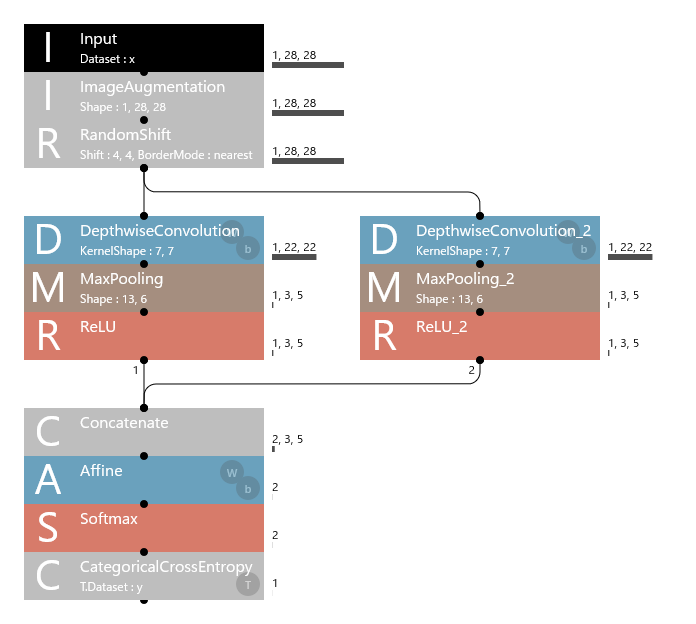 I Input
Dataset : x
1, 28, 28
I ImageAugmentation
Shape : 1, 28, 28
1, 28, 28
R RandomShift
Shift : 4, 4, BorderMode : nearest
1, 28, 28
D DepthwiseConvolution W
KernelShape : 7, 7 b
1, 22, 22
M MaxPooling
Shape : 13, 6
1, 3, 5
R ReLU
1, 3, 5
1
D DepthwiseConvolution_2 W
KernelShape : 7, 7 b
1, 22, 22
M MaxPooling_2
Shape : 13, 6
1, 3, 5
R ReLU_2
1, 3, 5
2
C Concatenate
2, 3, 5
A Affine W
b
2
S Softmax
2
C CategoricalCrossEntropy
T.Dataset : y T
1